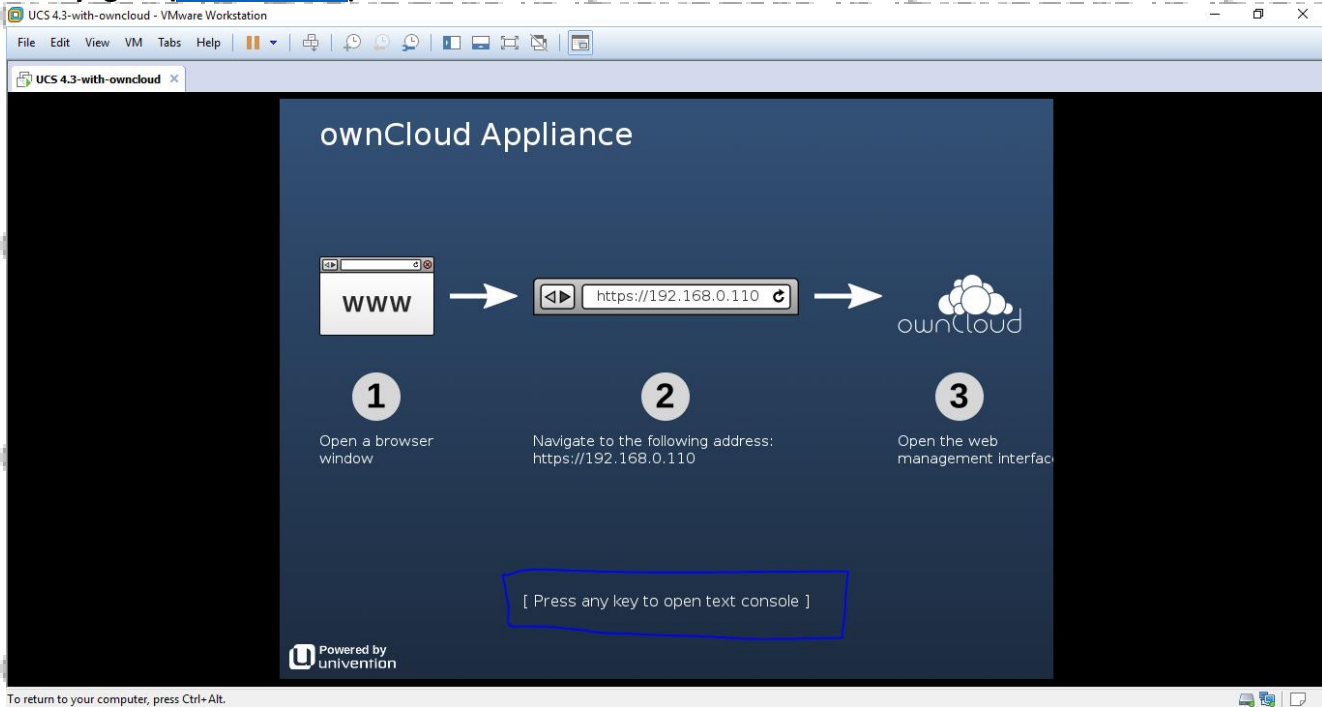 UCS 4.3-with-owncloud - VMware Workstation
File Edit View VM Tabs Help
UCS 4.3-with-owncloud
ownCloud Appliance
www
https://192.168.0.110
ownCloud
1
2
3
Open a browser
window
Navigate to the following address:
https://192.168.0.110
Open the web
management interfac
[ Press any key to open text console ]
Powered by
univention
To return to your computer, press Ctrl+Alt.